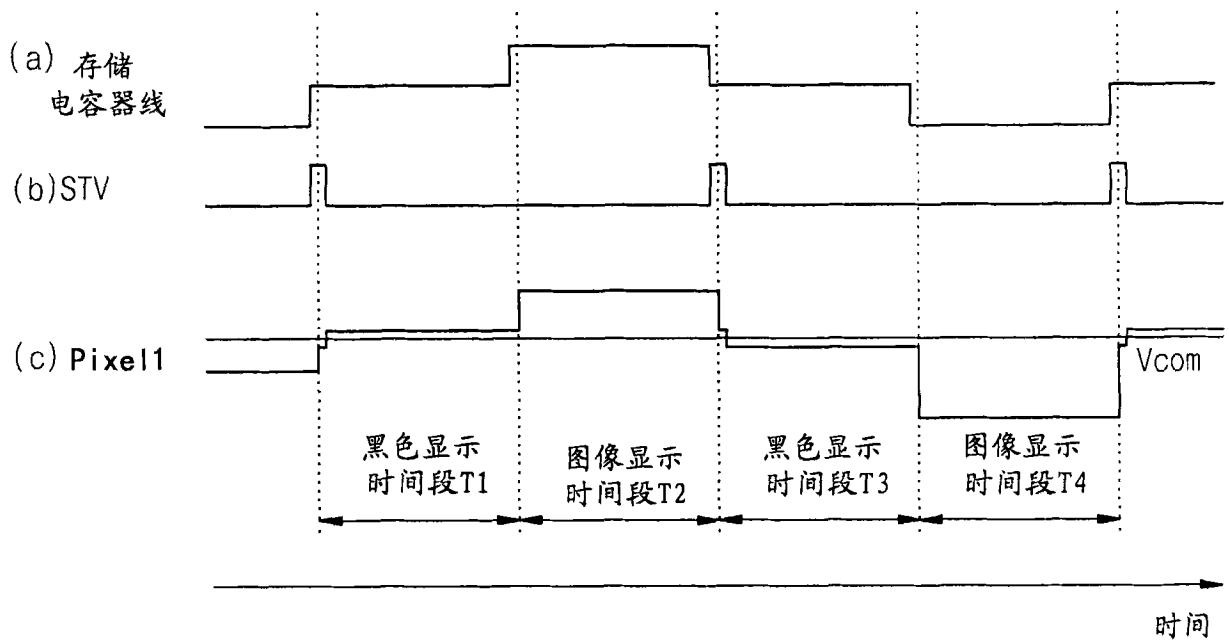 (a) 存储
电容器线
(b)STV
(c) Pixel1
Vcom
黑色显示
时间段T1
图像显示
时间段T2
黑色显示
时间段T3
图像显示
时间段T4
时间